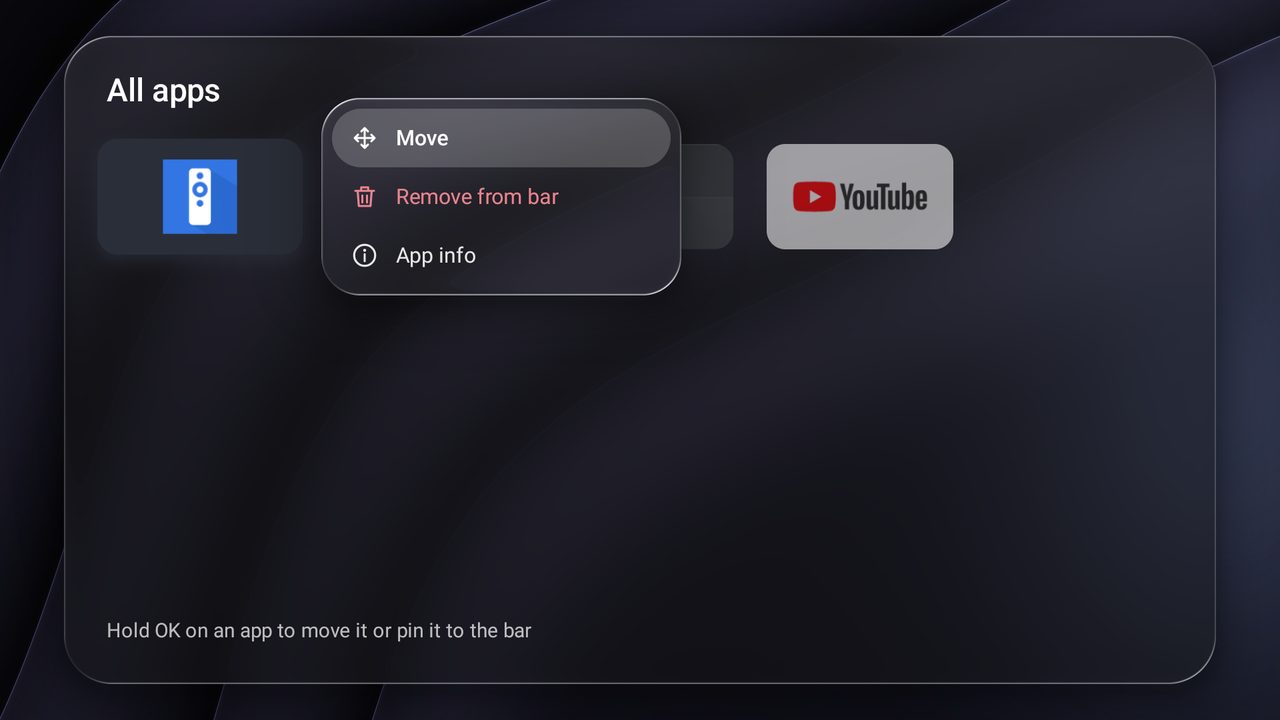 All apps
Move
Remove from bar
App info
YouTube
Hold OK on an app to move it or pin it to the bar